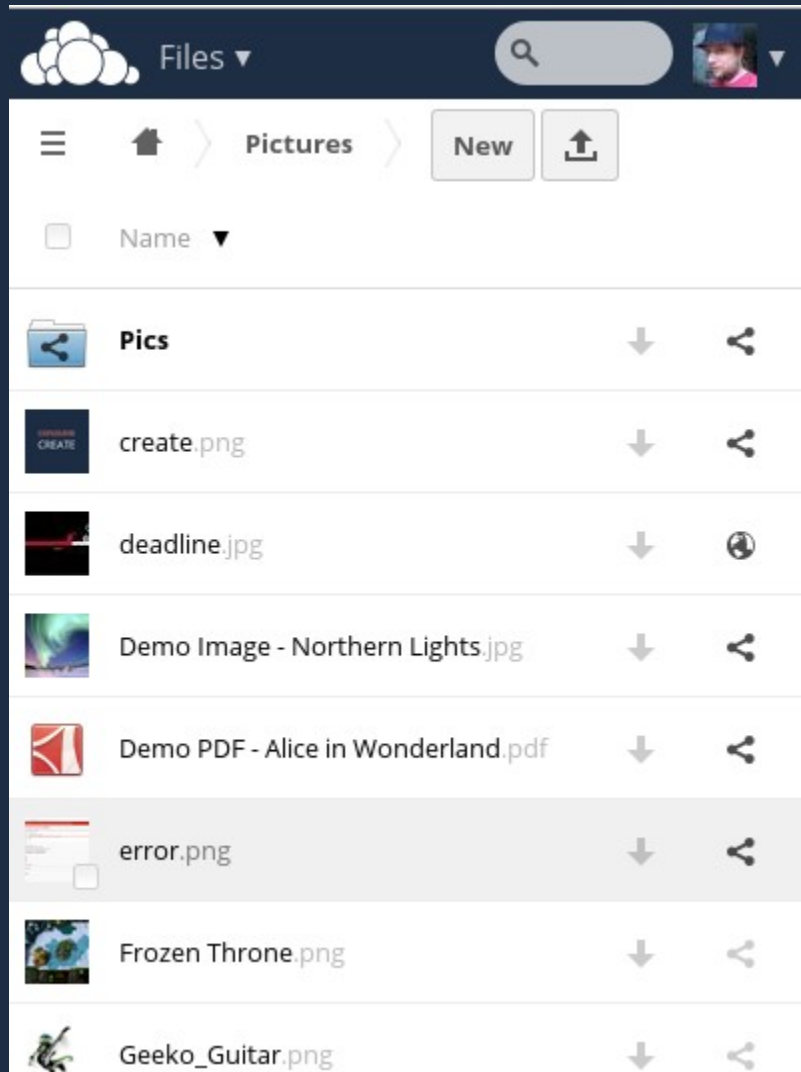 Files
Pictures
New
Name
Pics
CREATE
create.png
deadline.jpg
Demo Image - Northern Lights.jpg
Demo PDF - Alice in Wonderland.pdf
error.png
Frozen Throne.png
Geeko_Guitar.png